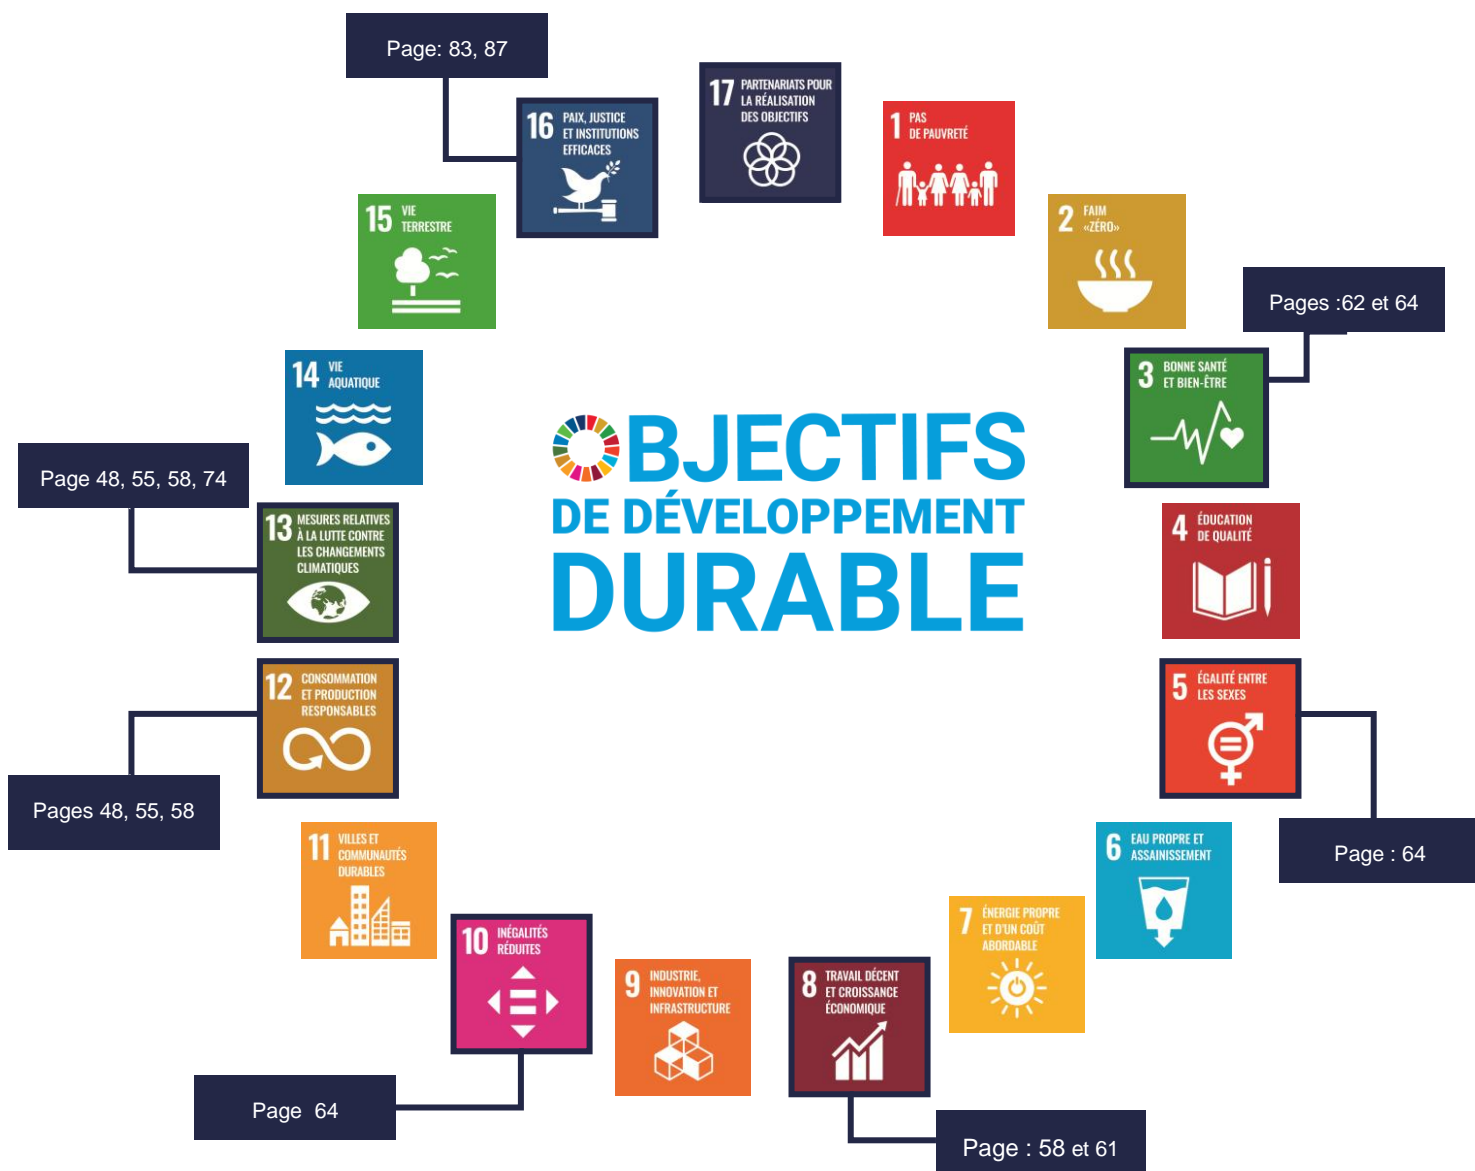 Page: 83, 87
17 PARTENARIATS POUR
LA RÉALISATION
DES OBJECTIFS
16 PAIX, JUSTICE
ET INSTITUTIONS
EFFICACES
1 PAS
DE PAUVRETÉ
15 VIE
TERRESTRE
2 FAIM
«ZÉRO»
Pages :62 et 64
14 VIE
AQUATIQUE
3 BONNE SANTÉ
ET BIEN-ÊTRE
OBJECTIFS
DE DÉVELOPPEMENT
DURABLE
Page 48, 55, 58, 74
13 MESURES RELATIVES
À LA LUTTE CONTRE
LES CHANGEMENTS
CLIMATIQUES
4 ÉDUCATION
DE QUALITÉ
12 CONSOMMATION
ET PRODUCTION
RESPONSABLES
5 ÉGALITÉ ENTRE
LES SEXES
Pages 48, 55, 58
Page : 64
11 VILLES ET
COMMUNAUTÉS
DURABLES
6 EAU PROPRE ET
ASSAINISSEMENT
10 INÉGALITÉS
RÉDUITES
7 ÉNERGIE PROPRE
ET D'UN COÛT
ABORDABLE
9 INDUSTRIE,
INNOVATION ET
INFRASTRUCTURE
8 TRAVAIL DÉCENT
ET CROISSANCE
ÉCONOMIQUE
Page 64
Page : 58 et 61